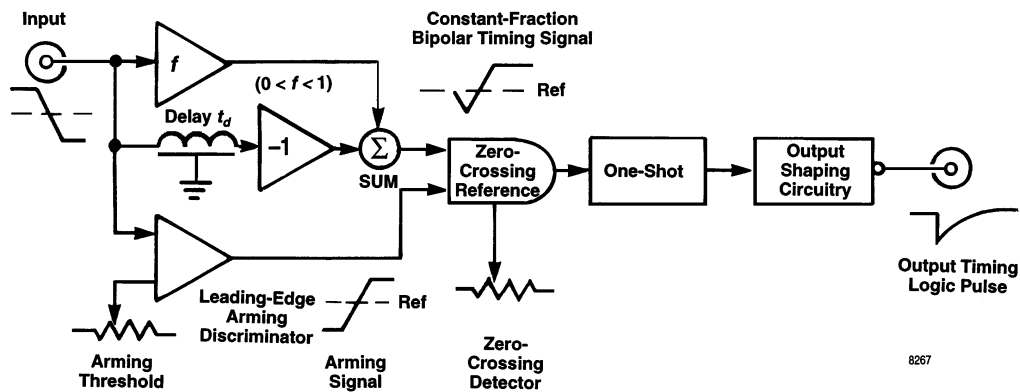 Input
f
(0 < f < 1)
Constant-Fraction
Bipolar Timing Signal
Ref
Delay t_d
−1
Σ
SUM
Zero-
Crossing
Reference
One-Shot
Output
Shaping
Circuitry
Leading-Edge
Arming
Discriminator
Ref
Arming
Threshold
Arming
Signal
Zero-
Crossing
Detector
Output Timing
Logic Pulse
8267